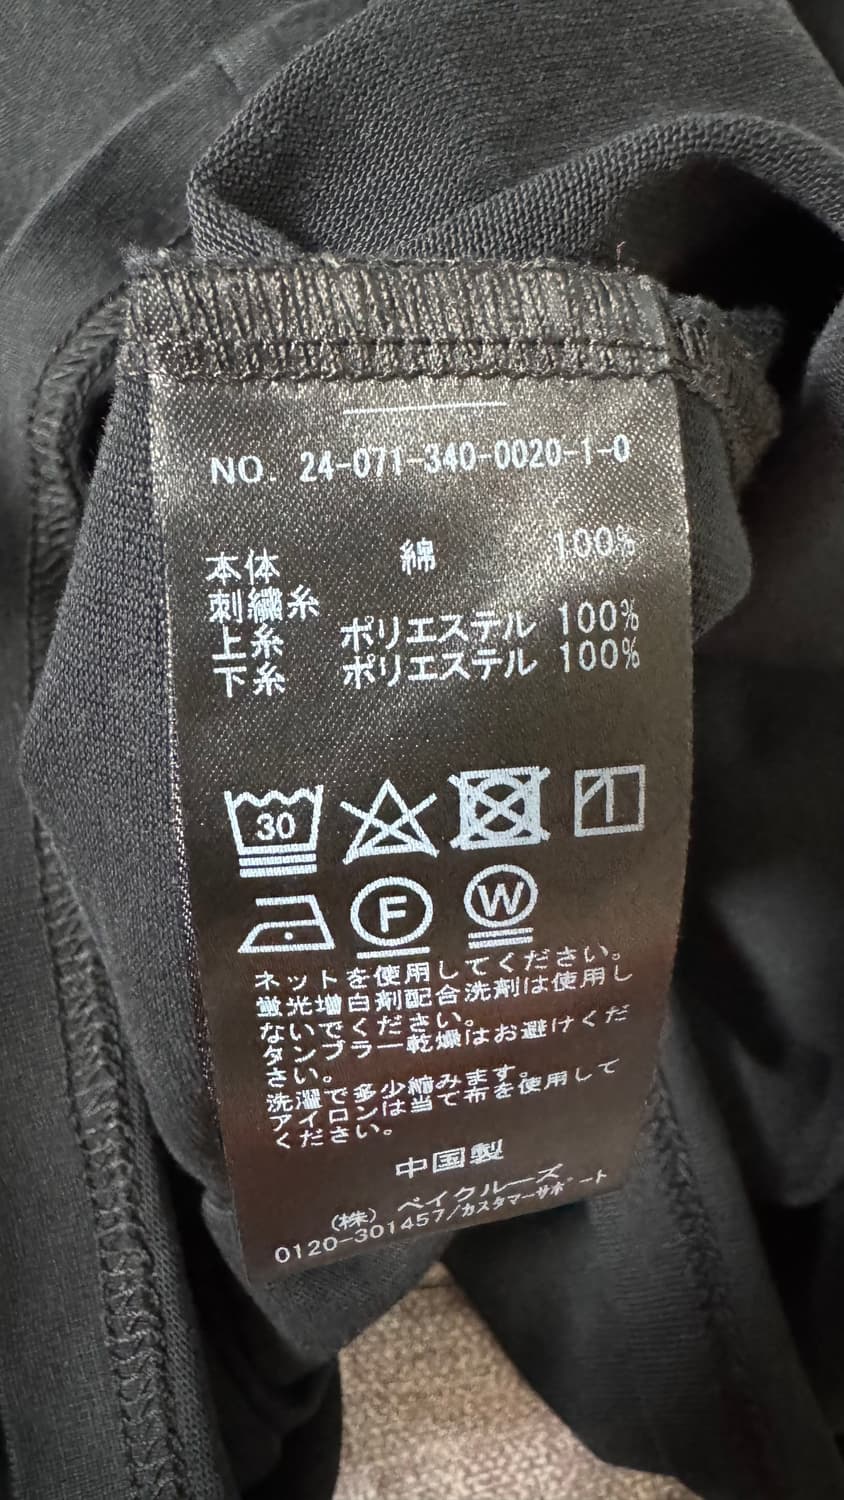 NO. 24-071-340-0020-1-0
本体 綿 100%
刺繍糸
上糸 ポリエステル 100%
下糸 ポリエステル 100%
30
F W
ネットを使用してください。
蛍光増白剤配合洗剤は使用し
ないでください。
タンブラー乾燥はお避けくだ
さい。
洗濯で多少縮みます。
アイロンは当て布を使用して
ください。
中国製
(株) ベイクルーズ
0120-301457/カスタマーサポート